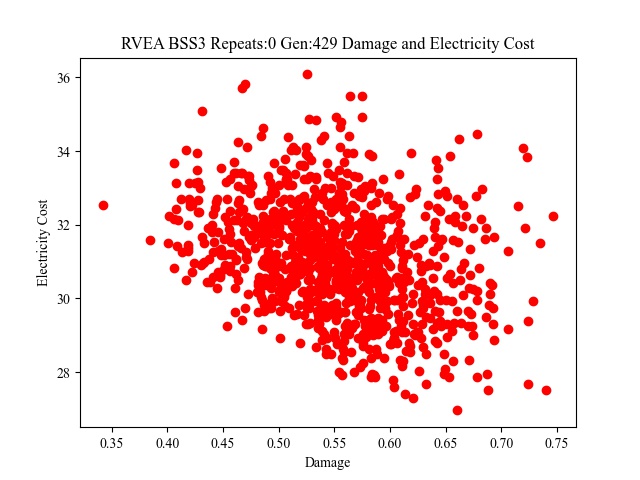 RVEA BSS3 Repeats:0 Gen:429 Damage and Electricity Cost
36
34
32
30
28
Electricity Cost
0.35 0.40 0.45 0.50 0.55 0.60 0.65 0.70 0.75
Damage